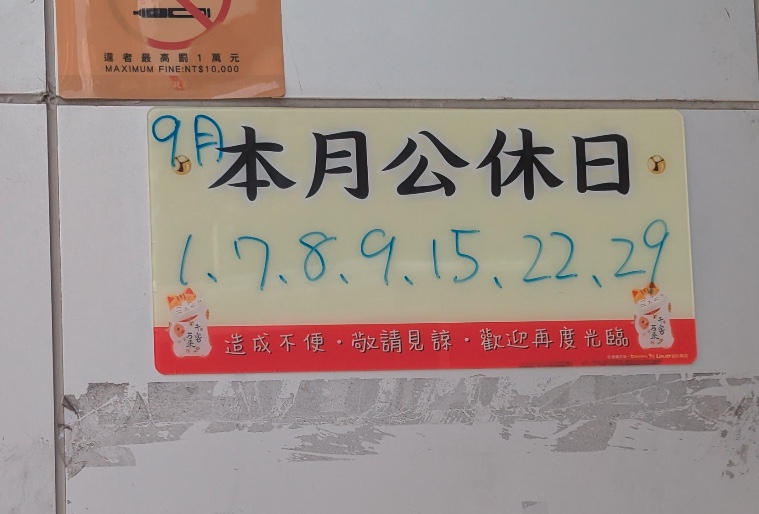 違者最高罰1萬元
MAXIMUM FINE:NT$10,000
9月
本月公休日
1、7、8、9、15、22、29
造成不便・敬請見諒・歡迎再度光臨